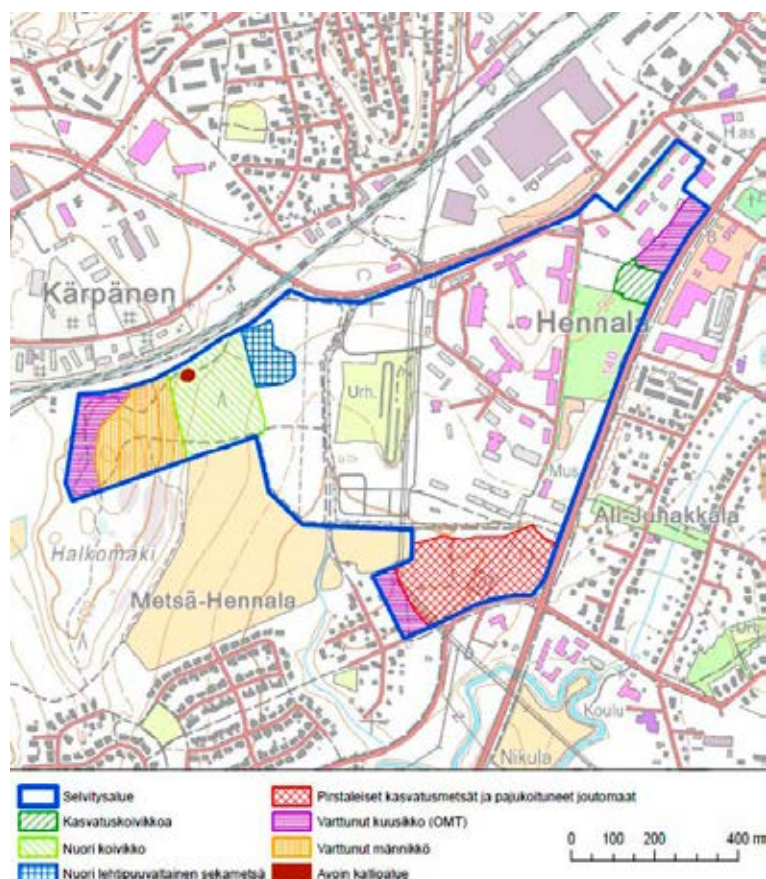 H.as
Kärpänen
Hennala
Urh.
Mus.
Ali-Juhakkala
Halkomäki
Metsä-Hennala
Koulu
Nikula
Selvitysalue
Kasvatuskoivikkoa
Nuori koivikko
Nuori lehtipuuvaltainen sekametsä
Pirstaleiset kasvatusmetsät ja pajukoituneet joutomaat
Varttunut kuusikko (OMT)
Varttunut männikkö
Avoin kallioalue
0 100 200 400 m